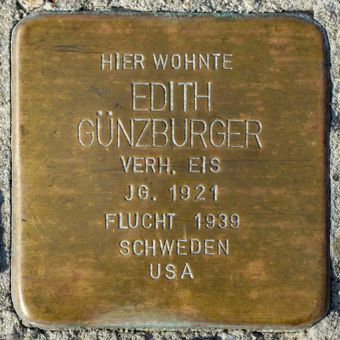 HIER WOHNTE
EDITH
GÜNZBURGER
VERH. EIS
JG. 1921
FLUCHT 1939
SCHWEDEN
USA